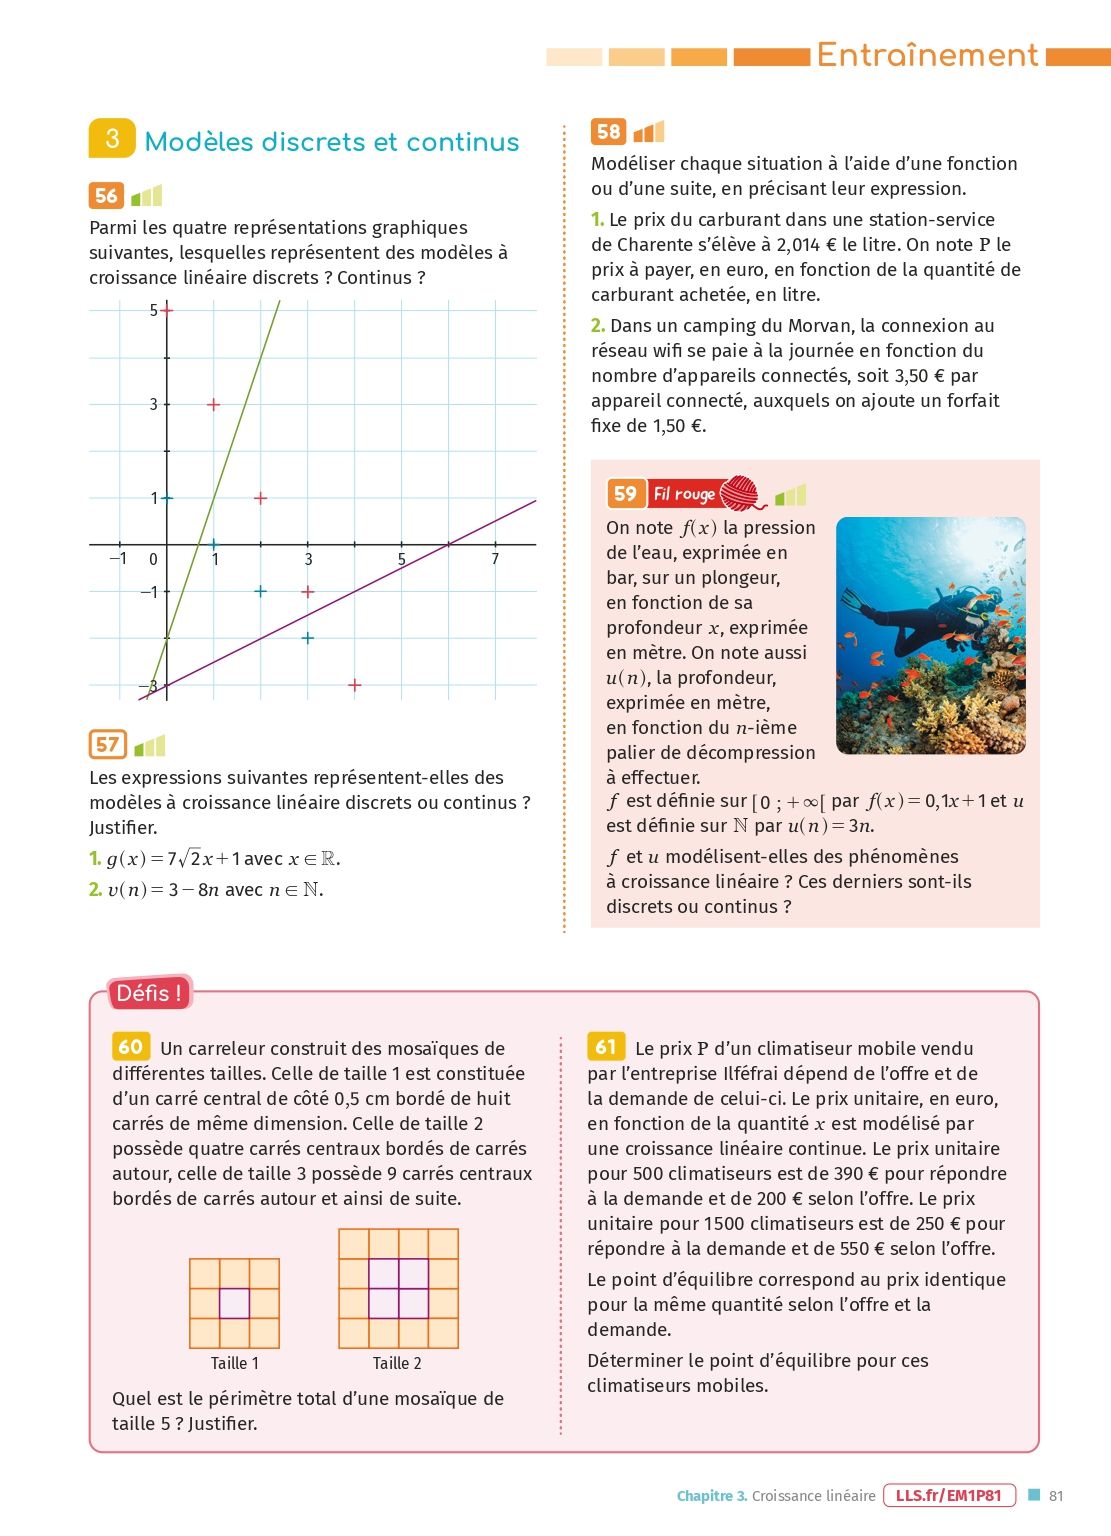 Entraînement
3 Modèles discrets et continus
56
Parmi les quatre représentations graphiques
suivantes, lesquelles représentent des modèles à
croissance linéaire discrets ? Continus ?
5
3
1
−1 0 1 3 5 7
−1
−3
57
Les expressions suivantes représentent-elles des
modèles à croissance linéaire discrets ou continus ?
Justifier.
1. g(x) = 7√2x + 1 avec x ∈ ℝ.
2. v(n) = 3 − 8n avec n ∈ ℕ.
58
Modéliser chaque situation à l’aide d’une fonction
ou d’une suite, en précisant leur expression.
1. Le prix du carburant dans une station-service
de Charente s’élève à 2,014 € le litre. On note P le
prix à payer, en euro, en fonction de la quantité de
carburant achetée, en litre.
2. Dans un camping du Morvan, la connexion au
réseau wifi se paie à la journée en fonction du
nombre d’appareils connectés, soit 3,50 € par
appareil connecté, auxquels on ajoute un forfait
fixe de 1,50 €.
59 Fil rouge
On note f(x) la pression
de l’eau, exprimée en
bar, sur un plongeur,
en fonction de sa
profondeur x, exprimée
en mètre. On note aussi
u(n), la profondeur,
exprimée en mètre,
en fonction du n-ième
palier de décompression
à effectuer.
f est définie sur [0 ; +∞[ par f(x) = 0,1x + 1 et u
est définie sur ℕ par u(n) = 3n.
f et u modélisent-elles des phénomènes
à croissance linéaire ? Ces derniers sont-ils
discrets ou continus ?
Défis !
60 Un carreleur construit des mosaïques de
différentes tailles. Celle de taille 1 est constituée
d’un carré central de côté 0,5 cm bordé de huit
carrés de même dimension. Celle de taille 2
possède quatre carrés centraux bordés de carrés
autour, celle de taille 3 possède 9 carrés centraux
bordés de carrés autour et ainsi de suite.
Taille 1 Taille 2
Quel est le périmètre total d’une mosaïque de
taille 5 ? Justifier.
61 Le prix P d’un climatiseur mobile vendu
par l’entreprise Ilféfrai dépend de l’offre et de
la demande de celui-ci. Le prix unitaire, en euro,
en fonction de la quantité x est modélisé par
une croissance linéaire continue. Le prix unitaire
pour 500 climatiseurs est de 390 € pour répondre
à la demande et de 200 € selon l’offre. Le prix
unitaire pour 1500 climatiseurs est de 250 € pour
répondre à la demande et de 550 € selon l’offre.
Le point d’équilibre correspond au prix identique
pour la même quantité selon l’offre et la
demande.
Déterminer le point d’équilibre pour ces
climatiseurs mobiles.
Chapitre 3. Croissance linéaire LLS.fr/EM1P81 81